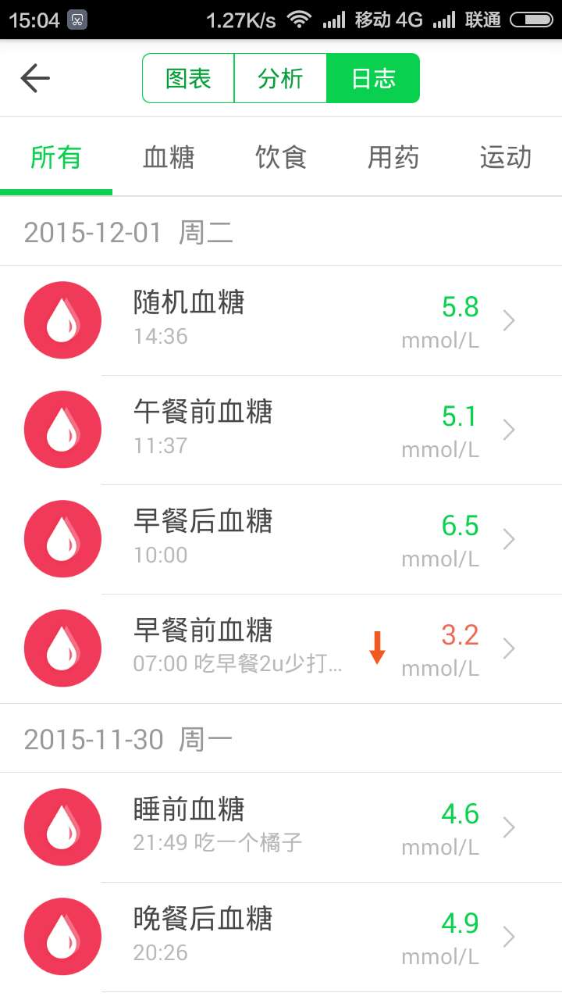 15:04 1.27K/s 移动 4G 联通
图表 分析 日志
所有 血糖 饮食 用药 运动
2015-12-01 周二
随机血糖 5.8
14:36 mmol/L
午餐前血糖 5.1
11:37 mmol/L
早餐后血糖 6.5
10:00 mmol/L
早餐前血糖 3.2
07:00 吃早餐2u少打... mmol/L
2015-11-30 周一
睡前血糖 4.6
21:49 吃一个橘子 mmol/L
晚餐后血糖 4.9
20:26 mmol/L